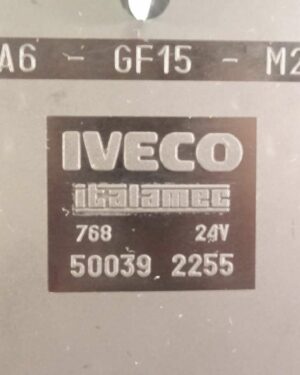 A6 - GF15 - M2
IVECO
italamec
768 24V
50039 2255